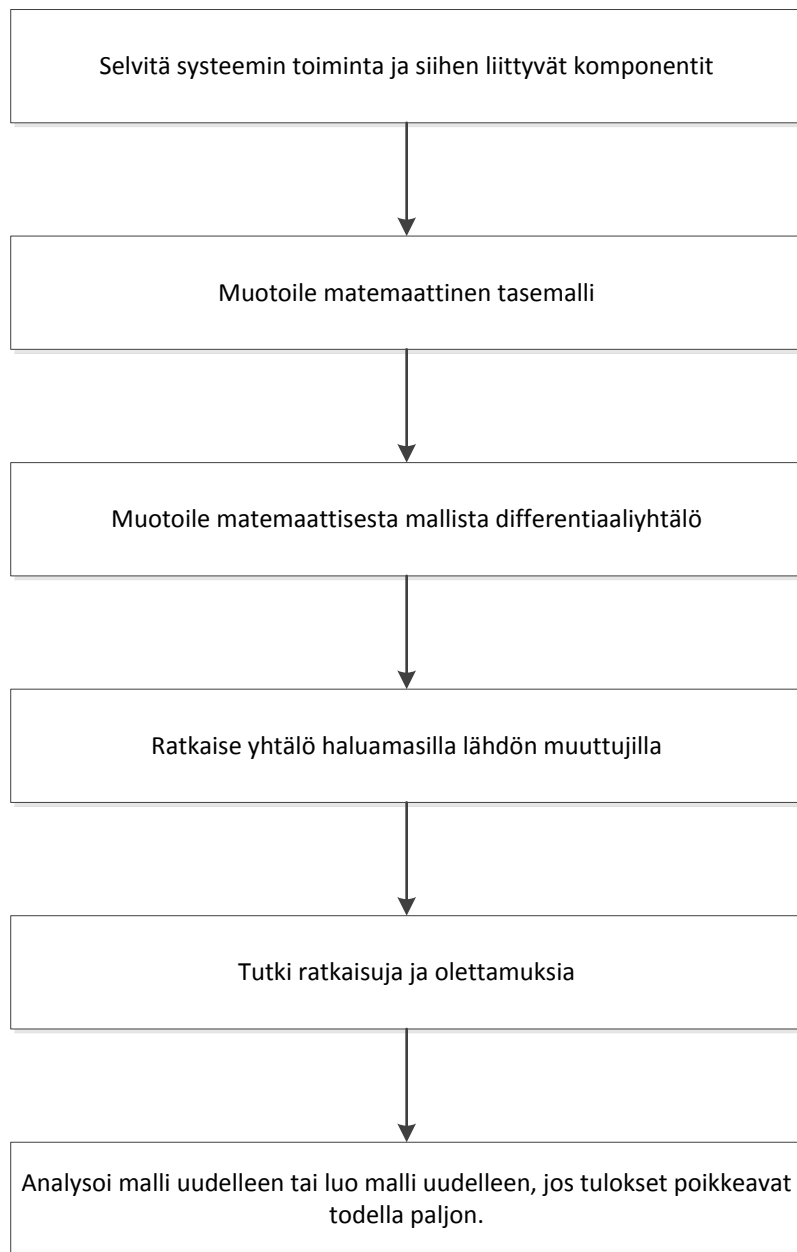 Selvitä systeemin toiminta ja siihen liittyvät komponentit
Muotoile matemaattinen tasemalli
Muotoile matemaattisesta mallista differentiaaliyhtälö
Ratkaise yhtälö haluamasilla lähdön muuttujilla
Tutki ratkaisuja ja olettamuksia
Analysoi malli uudelleen tai luo malli uudelleen, jos tulokset poikkeavat
todella paljon.